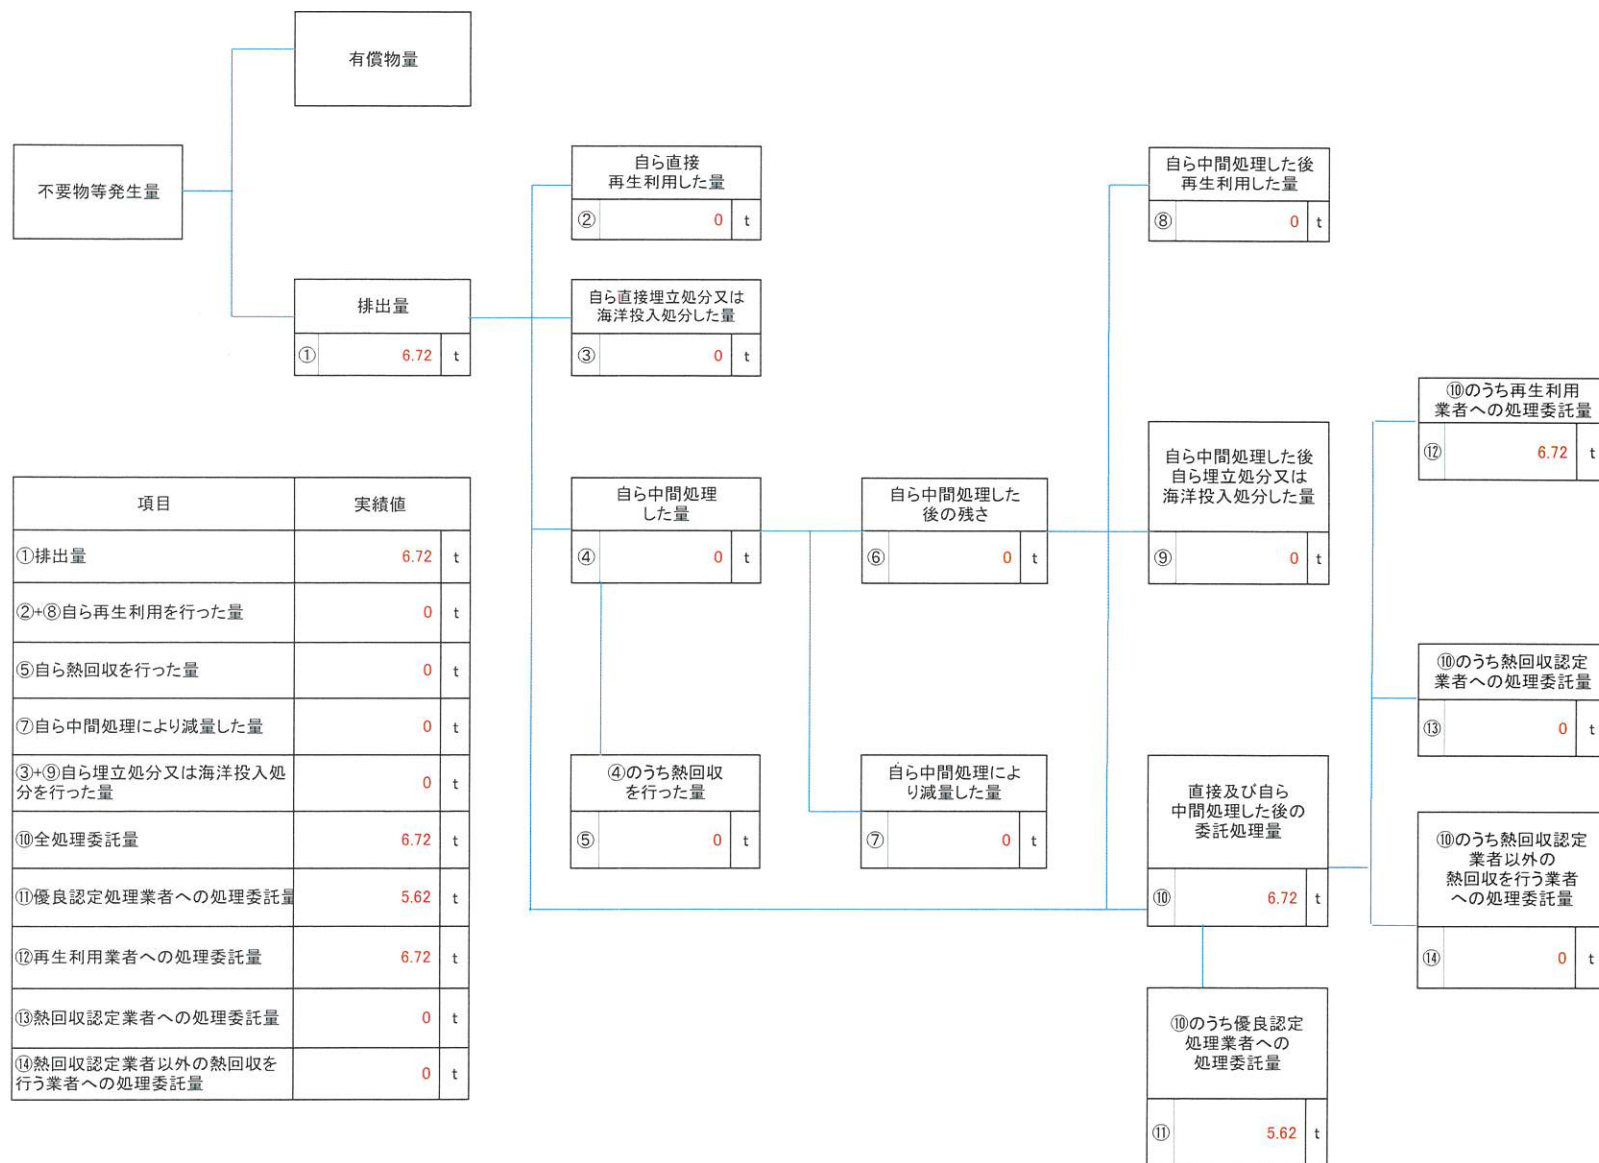 有償物量
不要物等発生量
排出量
① 6.72 t
自ら直接
再生利用した量
② 0 t
自ら直接埋立処分又は
海洋投入処分した量
③ 0 t
自ら中間処理
した量
④ 0 t
④のうち熱回収
を行った量
⑤ 0 t
自ら中間処理した
後の残さ
⑥ 0 t
自ら中間処理によ
り減量した量
⑦ 0 t
自ら中間処理した後
再生利用した量
⑧ 0 t
自ら中間処理した後
自ら埋立処分又は
海洋投入処分した量
⑨ 0 t
直接及び自ら
中間処理した後の
委託処理量
⑩ 6.72 t
⑩のうち優良認定
処理業者への
処理委託量
⑪ 5.62 t
⑩のうち再生利用
業者への処理委託量
⑫ 6.72 t
⑩のうち熱回収認定
業者への処理委託量
⑬ 0 t
⑩のうち熱回収認定
業者以外の
熱回収を行う業者
への処理委託量
⑭ 0 t
項目 実績値
①排出量 6.72 t
②+⑧自ら再生利用を行った量 0 t
⑤自ら熱回収を行った量 0 t
⑦自ら中間処理により減量した量 0 t
③+⑨自ら埋立処分又は海洋投入処
分を行った量 0 t
⑩全処理委託量 6.72 t
⑪優良認定処理業者への処理委託量 5.62 t
⑫再生利用業者への処理委託量 6.72 t
⑬熱回収認定業者への処理委託量 0 t
⑭熱回収認定業者以外の熱回収を
行う業者への処理委託量 0 t